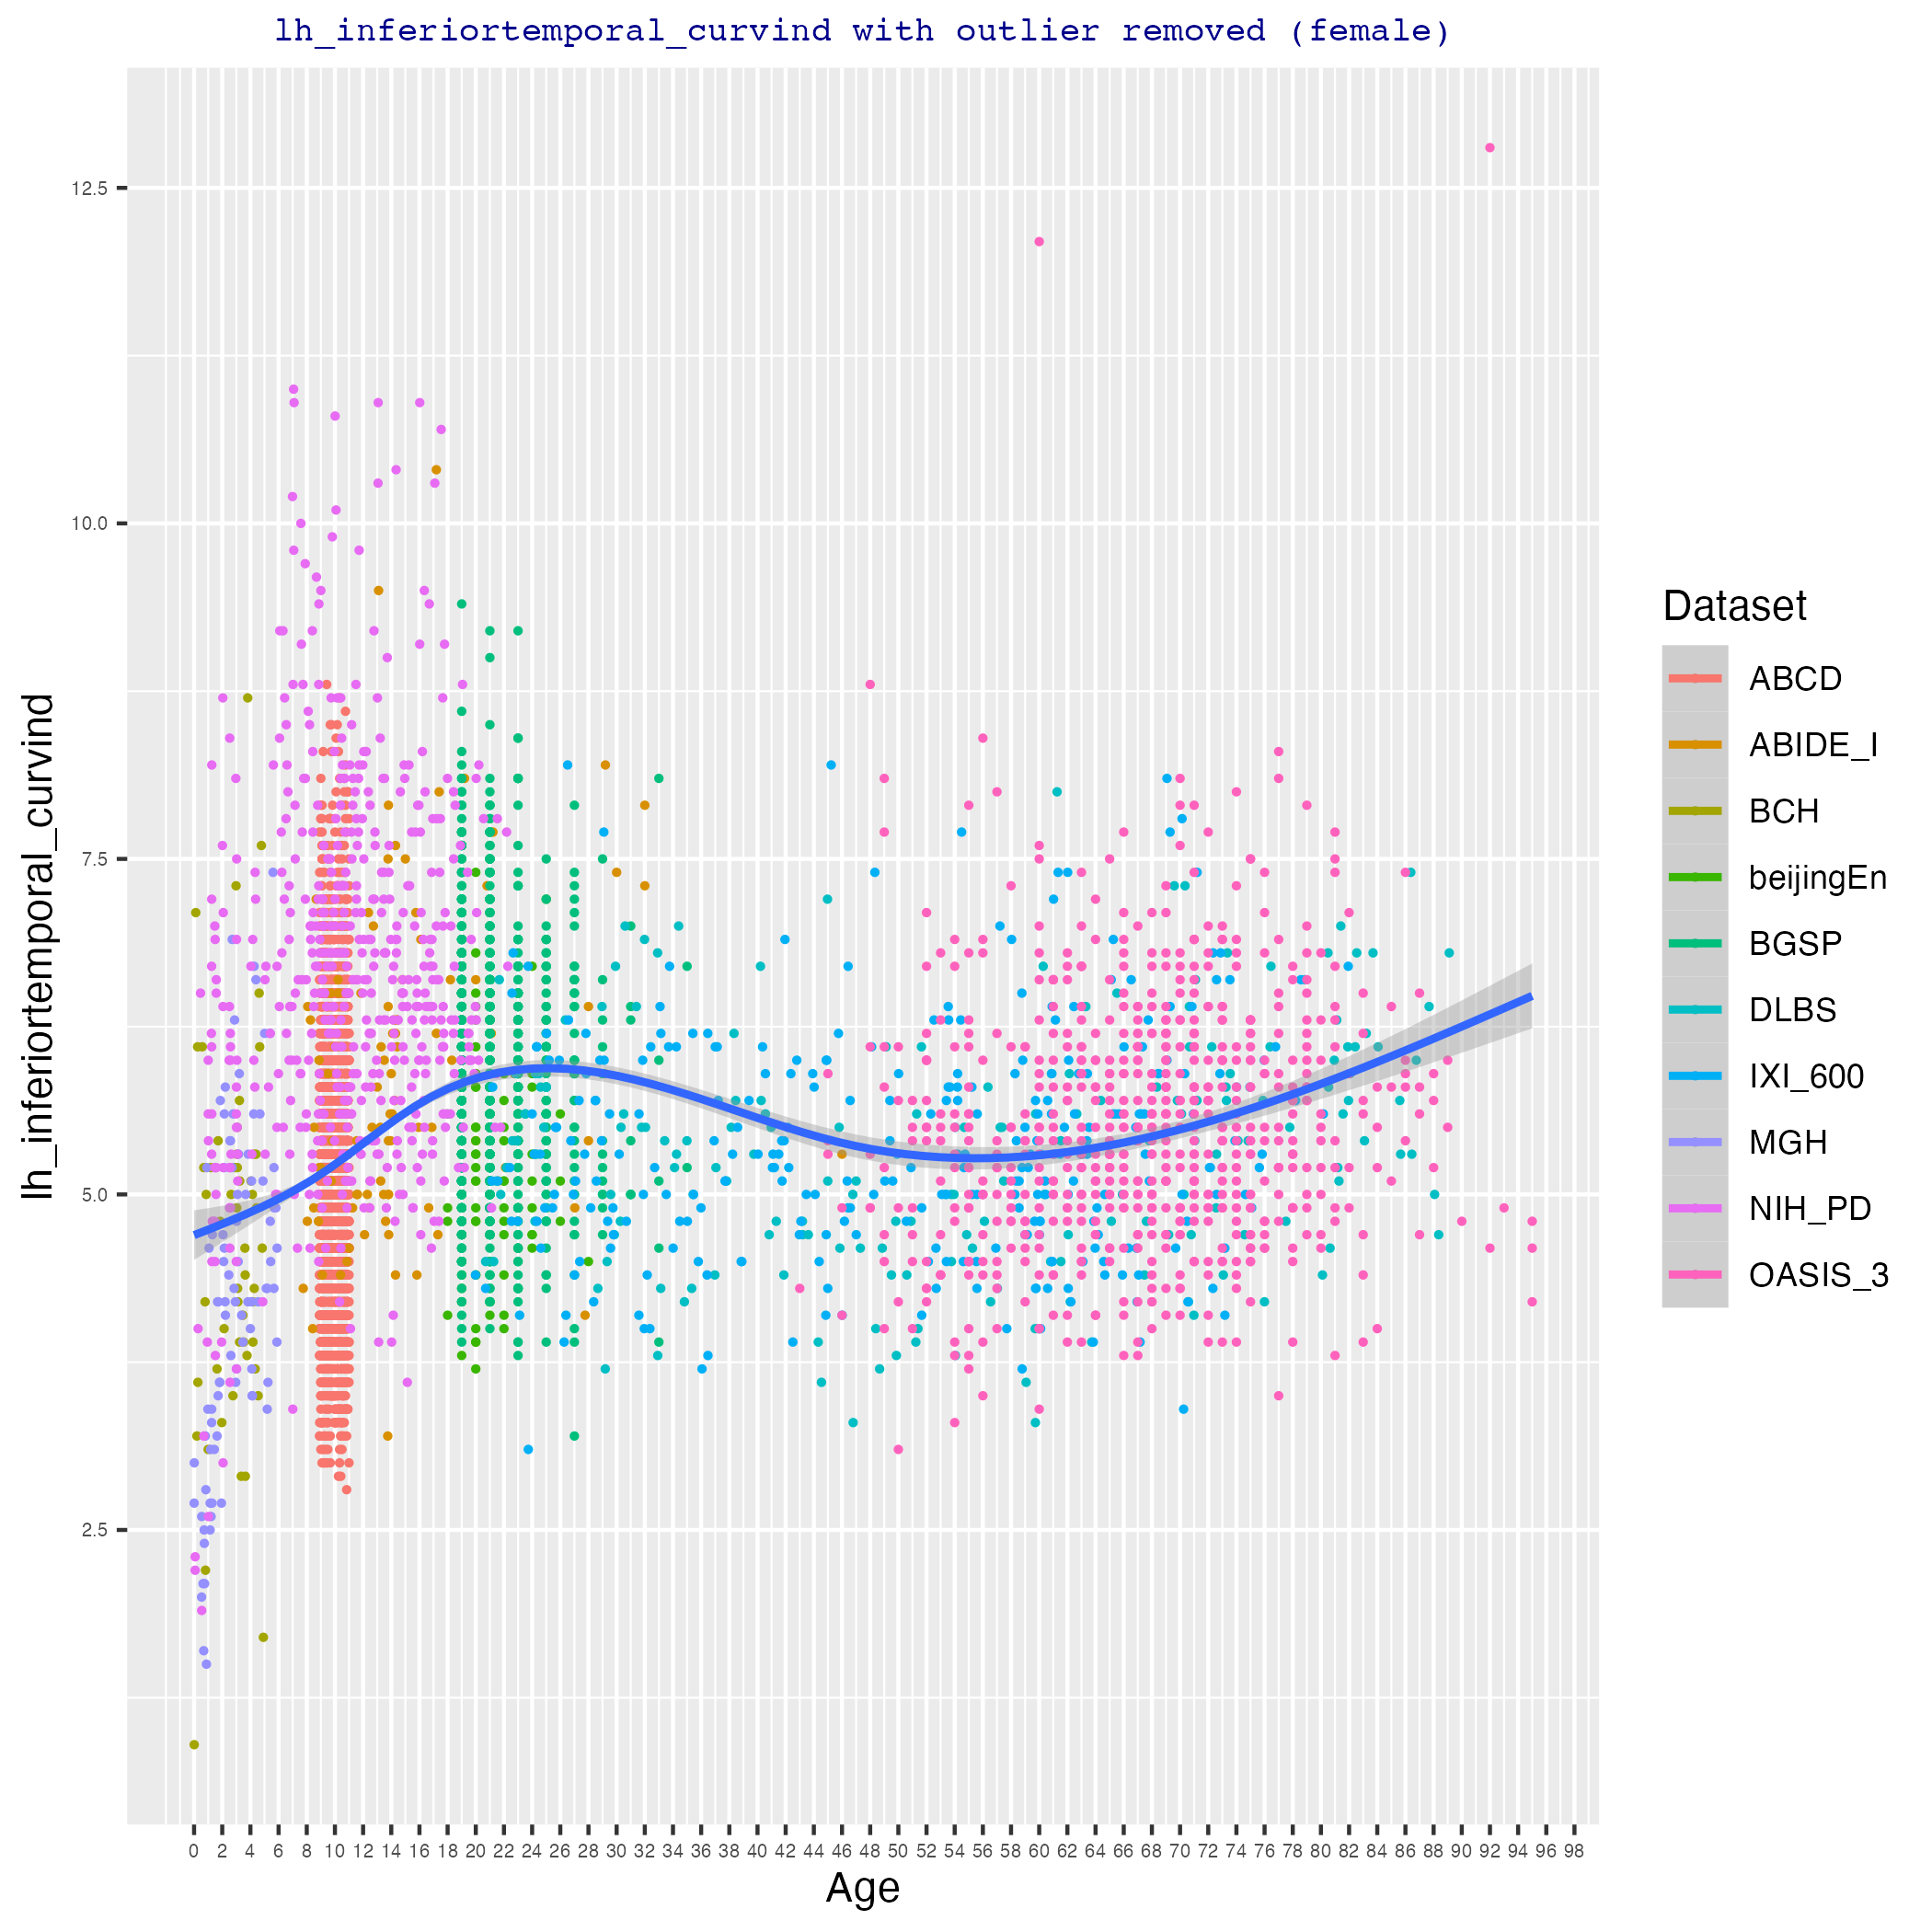 lh_inferiortemporal_curvind with outlier removed (female)
lh_inferiortemporal_curvind
12.5
10.0
7.5
5.0
2.5
0 2 4 6 8 10 12 14 16 18 20 22 24 26 28 30 32 34 36 38 40 42 44 46 48 50 52 54 56 58 60 62 64 66 68 70 72 74 76 78 80 82 84 86 88 90 92 94 96 98
Age
Dataset
ABCD
ABIDE_I
BCH
beijingEn
BGSP
DLBS
IXI_600
MGH
NIH_PD
OASIS_3